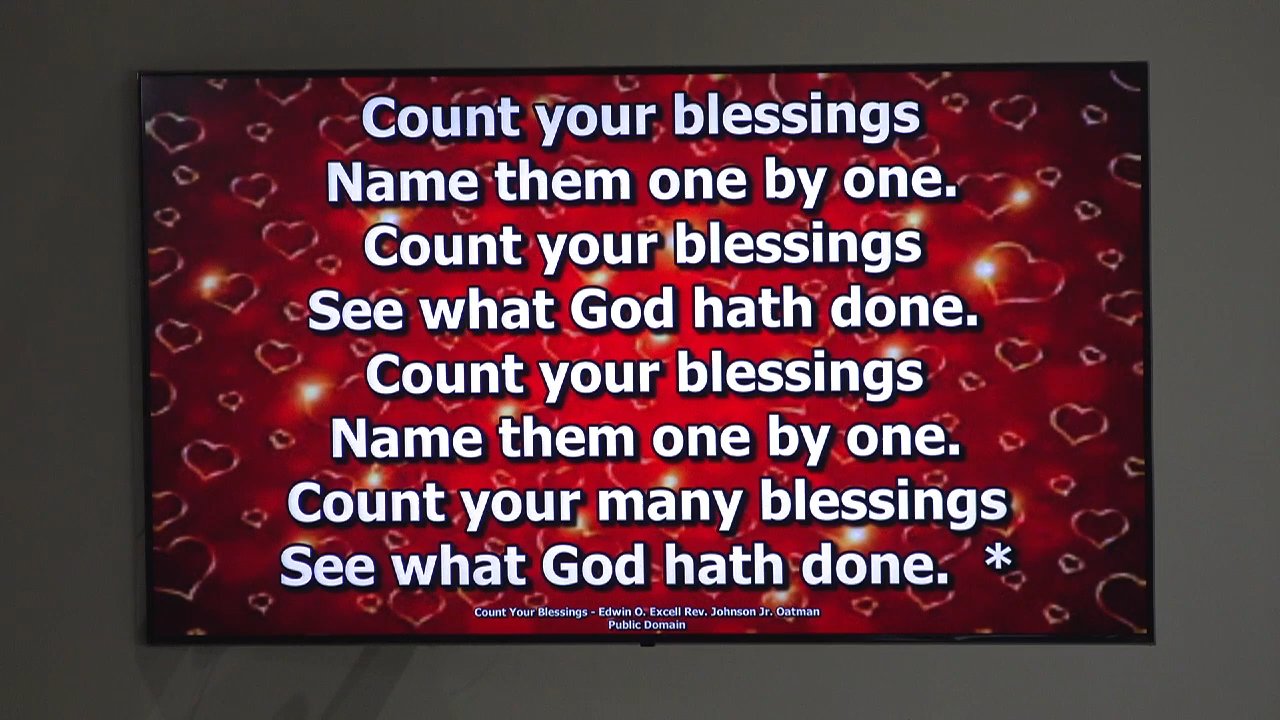 Count your blessings
Name them one by one.
Count your blessings
See what God hath done.
Count your blessings
Name them one by one.
Count your many blessings
See what God hath done. *
Count Your Blessings - Edwin O. Excell Rev. Johnson Jr. Oatman
Public Domain